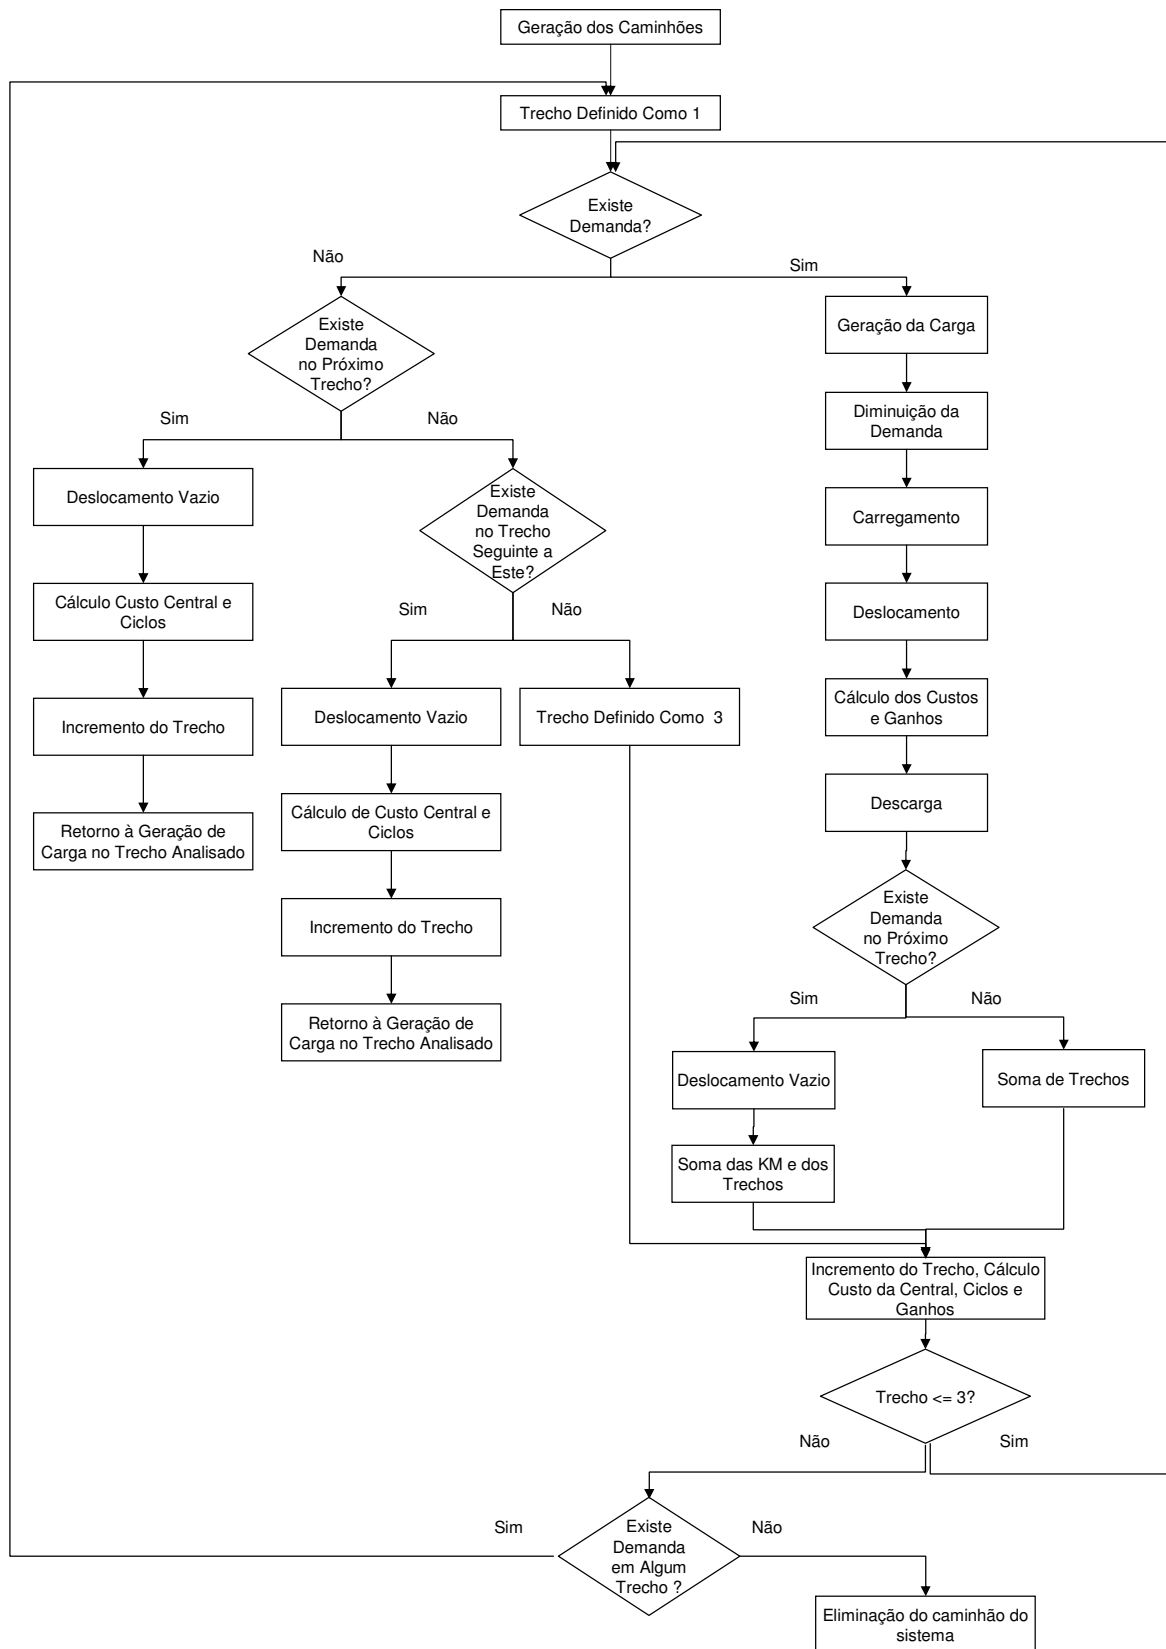 Geração dos Caminhões
Trecho Definido Como 1
Existe
Demanda?
Não
Sim
Existe
Demanda
no Próximo
Trecho?
Geração da Carga
Sim
Não
Diminuição da
Demanda
Deslocamento Vazio
Existe
Demanda
no Trecho
Seguinte a
Este?
Carregamento
Cálculo Custo Central e
Ciclos
Sim
Não
Deslocamento
Incremento do Trecho
Deslocamento Vazio
Trecho Definido Como 3
Cálculo dos Custos
e Ganhos
Retorno à Geração de
Carga no Trecho Analisado
Cálculo de Custo Central e
Ciclos
Descarga
Incremento do Trecho
Existe
Demanda
no Próximo
Trecho?
Retorno à Geração de
Carga no Trecho Analisado
Sim
Não
Deslocamento Vazio
Soma de Trechos
Soma das KM e dos
Trechos
Incremento do Trecho, Cálculo
Custo da Central, Ciclos e
Ganhos
Trecho <= 3?
Não
Sim
Sim
Existe
Demanda
em Algum
Trecho ?
Não
Eliminação do caminhão do
sistema